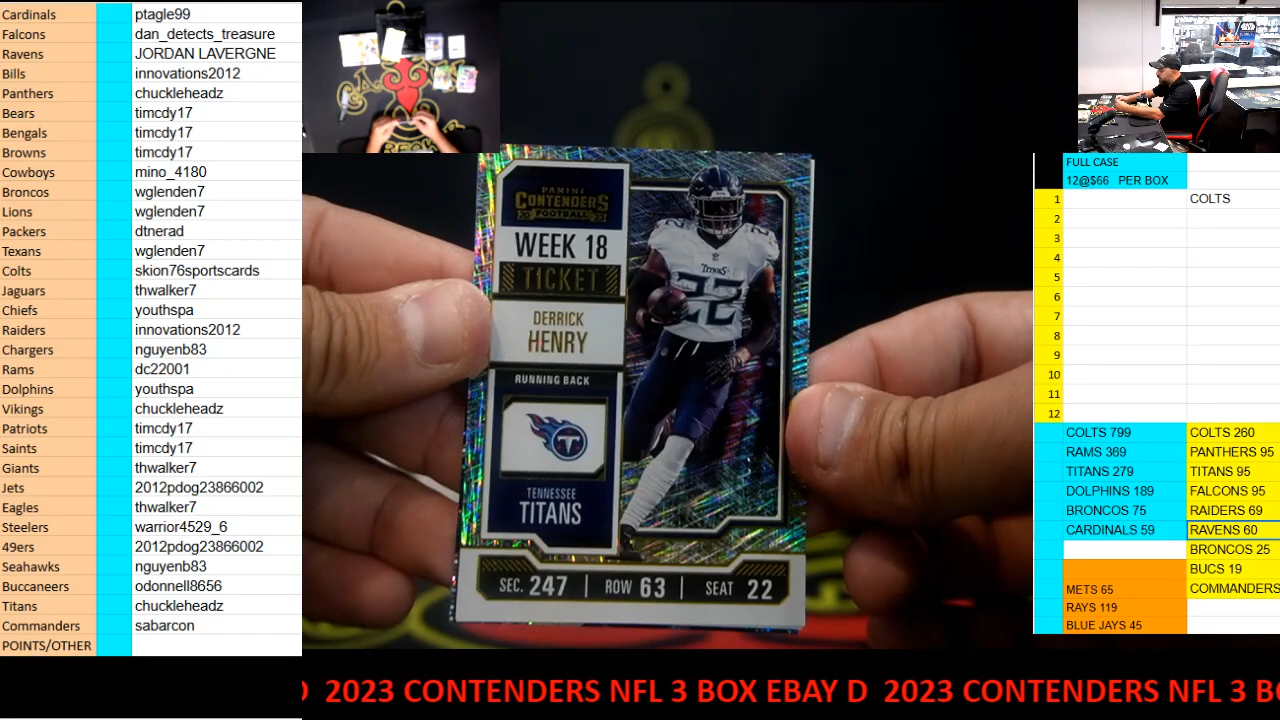 Cardinals ptagle99
Falcons dan_detects_treasure
Ravens JORDAN LAVERGNE
Bills innovations2012
Panthers chuckleheadz
Bears timcdy17
Bengals timcdy17
Browns timcdy17
Cowboys mino_4180
Broncos wglenden7
Lions wglenden7
Packers dtnerad
Texans wglenden7
Colts skion76sportscards
Jaguars thwalker7
Chiefs youthspa
Raiders innovations2012
Chargers nguyenb83
Rams dc22001
Dolphins youthspa
Vikings chuckleheadz
Patriots timcdy17
Saints timcdy17
Giants thwalker7
Jets 2012pdog23866002
Eagles thwalker7
Steelers warrior4529_6
49ers 2012pdog23866002
Seahawks nguyenb83
Buccaneers odonnell8656
Titans chuckleheadz
Commanders sabarcon
POINTS/OTHER
PANINI
CONTENDERS
FOOTBALL
WEEK 18
TICKET
DERRICK
HENRY
RUNNING BACK
TENNESSEE
TITANS
SEC. 247 | ROW 63 | SEAT 22
TITANS
22
FULL CASE
12@$66 PER BOX
1 COLTS
2
3
4
5
6
7
8
9
10
11
12
COLTS 799 COLTS 260
RAMS 369 PANTHERS 95
TITANS 279 TITANS 95
DOLPHINS 189 FALCONS 95
BRONCOS 75 RAIDERS 69
CARDINALS 59 RAVENS 60
BRONCOS 25
BUCS 19
METS 65 COMMANDERS
RAYS 119
BLUE JAYS 45
D 2023 CONTENDERS NFL 3 BOX EBAY D 2023 CONTENDERS NFL 3 BO